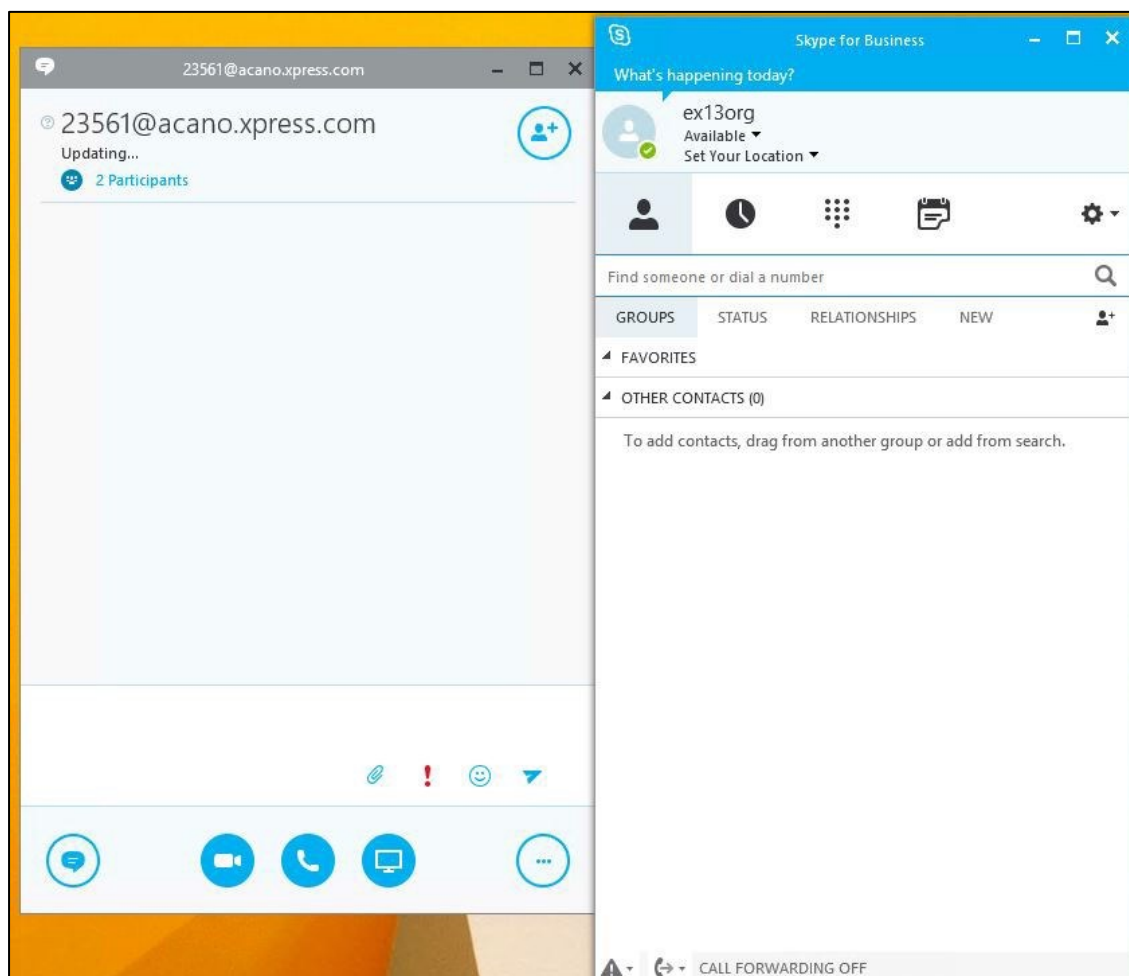 23561@acano.xpress.com
23561@acano.xpress.com
Updating...
2 Participants
Skype for Business
What's happening today?
ex13org
Available
Set Your Location
Find someone or dial a number
GROUPS STATUS RELATIONSHIPS NEW
FAVORITES
OTHER CONTACTS (0)
To add contacts, drag from another group or add from search.
CALL FORWARDING OFF